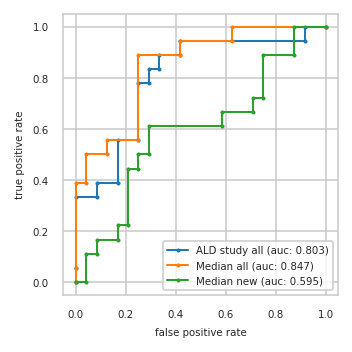 1.0
0.8
0.6
0.4
0.2
0.0
true positive rate
ALD study all (auc: 0.803)
Median all (auc: 0.847)
Median new (auc: 0.595)
0.0 0.2 0.4 0.6 0.8 1.0
false positive rate